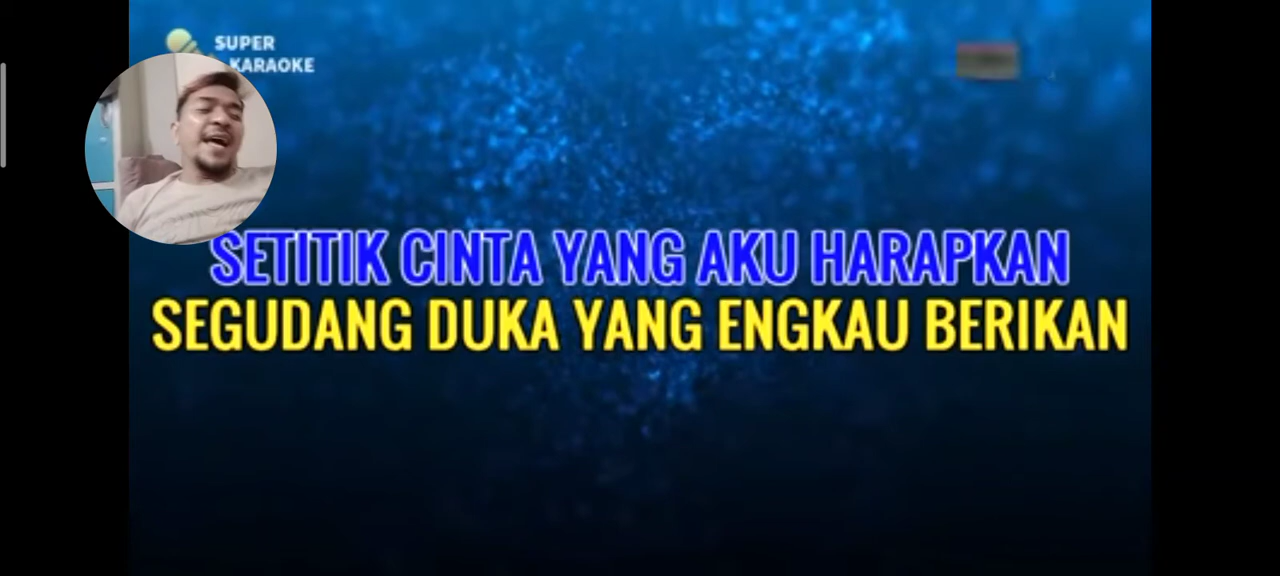 SUPER
KARAOKE
SETITIK CINTA YANG AKU HARAPKAN
SEGUDANG DUKA YANG ENGKAU BERIKAN